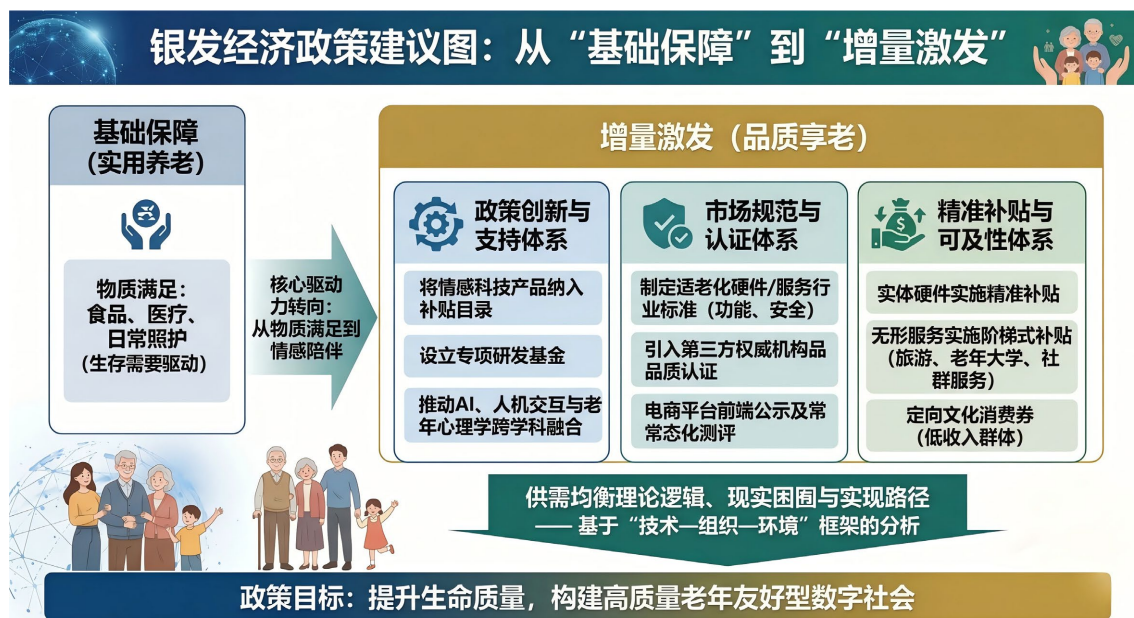 银发经济政策建议图：从“基础保障”到“增量激发”
基础保障
（实用养老）
物质满足：
食品、医疗、
日常照护
（生存需要驱动）
核心驱动
力转向：
从物质满足到
情感陪伴
增量激发（品质享老）
政策创新与
支持体系
将情感科技产品纳入
补贴目录
设立专项研发基金
推动AI、人机交互与老
年心理学跨学科融合
市场规范与
认证体系
制定适老化硬件/服务行
业标准（功能、安全）
引入第三方权威机构品
品质认证
电商平台前端公示及常
常态化测评
精准补贴与
可及性体系
实体硬件实施精准补贴
无形服务实施阶梯式补贴
（旅游、老年大学、社
群服务）
定向文化消费券
（低收入群体）
供需均衡理论逻辑、现实困囿与实现路径
—— 基于“技术—组织—环境”框架的分析
政策目标：提升生命质量，构建高质量老年友好型数字社会